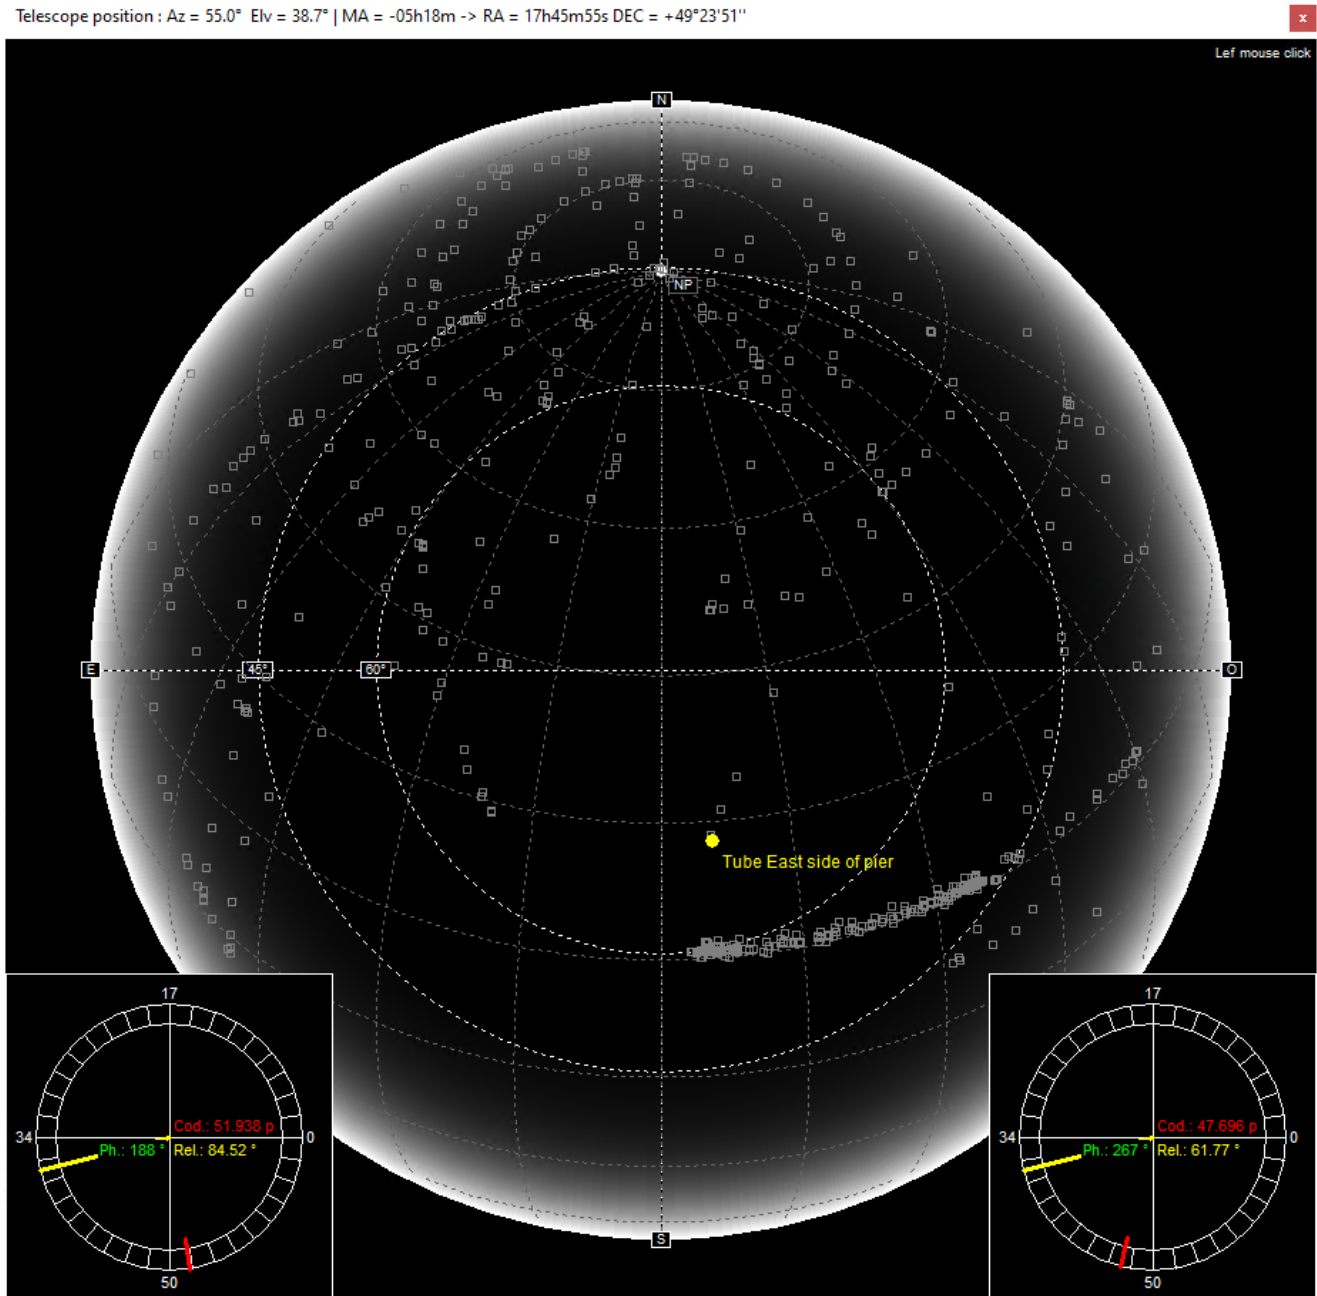 Telescope position : Az = 55.0° Elv = 38.7° | MA = -05h18m -> RA = 17h45m55s DEC = +49°23'51''
x
Lef mouse click
N
NP
E
45°
60°
O
Tube East side of pier
17
Cod.: 51.938 p
34
0
Ph.: 188 °
Rel.: 84.52 °
50
17
Cod.: 47.696 p
34
0
Ph.: 267 °
Rel.: 61.77 °
50
S